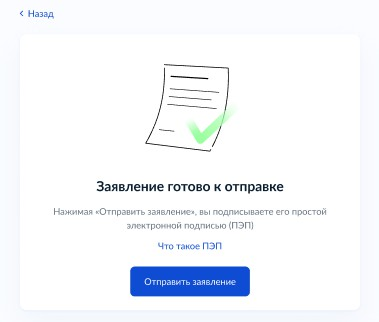 Назад
Заявление готово к отправке
Нажимая «Отправить заявление», вы подписываете его простой
электронной подписью (ПЭП)
Что такое ПЭП
Отправить заявление